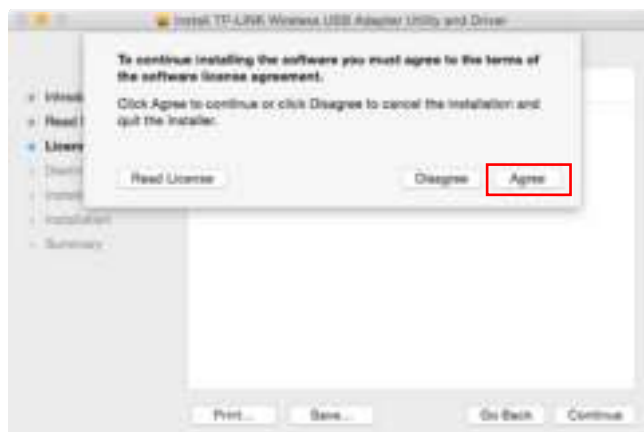 Install TP-LINK Wireless USB Adapter Utility and Driver
To continue installing the software you must agree to the terms of
the software license agreement.
Click Agree to continue or click Disagree to cancel the installation and
quit the installer.
Read License
Disagree
Agree
Read
Licen
Installation
Summary
Print...
Save...
Go Back
Continue